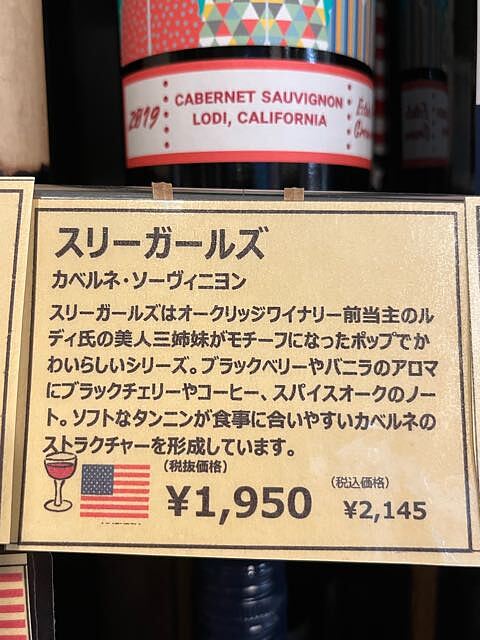 2019
CABERNET SAUVIGNON
LODI, CALIFORNIA
スリーガールズ
カベルネ・ソーヴィニヨン
スリーガールズはオークリッジワイナリー前当主のル
ディ氏の美人三姉妹がモチーフになったポップでか
わいらしいシリーズ。ブラックベリーやバニラのアロマ
にブラックチェリーやコーヒー、スパイスオークのノー
ト。ソフトなタンニンが食事に合いやすいカベルネの
ストラクチャーを形成しています。
(税抜価格)
¥1,950
(税込価格)
¥2,145